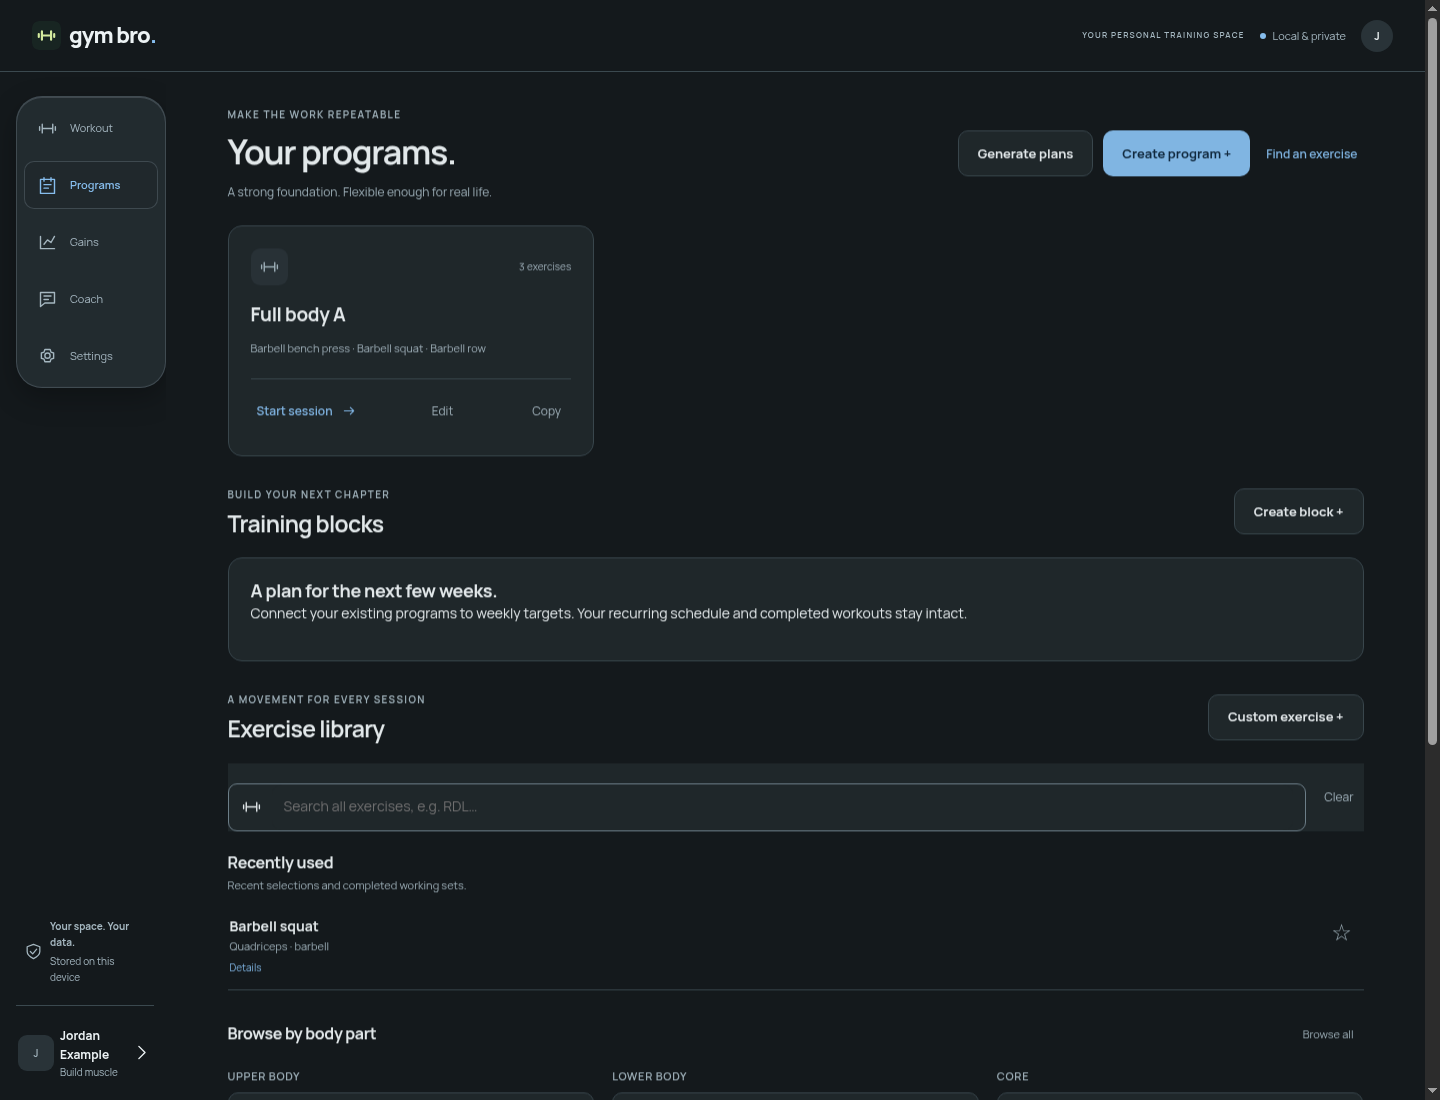 gym bro.
YOUR PERSONAL TRAINING SPACE
Local & private
J
Workout
Programs
Gains
Coach
Settings
MAKE THE WORK REPEATABLE
Your programs.
A strong foundation. Flexible enough for real life.
Generate plans
Create program +
Find an exercise
3 exercises
Full body A
Barbell bench press · Barbell squat · Barbell row
Start session →
Edit
Copy
BUILD YOUR NEXT CHAPTER
Training blocks
Create block +
A plan for the next few weeks.
Connect your existing programs to weekly targets. Your recurring schedule and completed workouts stay intact.
A MOVEMENT FOR EVERY SESSION
Exercise library
Custom exercise +
Search all exercises, e.g. RDL...
Clear
Recently used
Recent selections and completed working sets.
Barbell squat
Quadriceps · barbell
Details
Browse by body part
Browse all
UPPER BODY
LOWER BODY
CORE
Your space. Your
data.
Stored on this
device
J
Jordan
Example
Build muscle